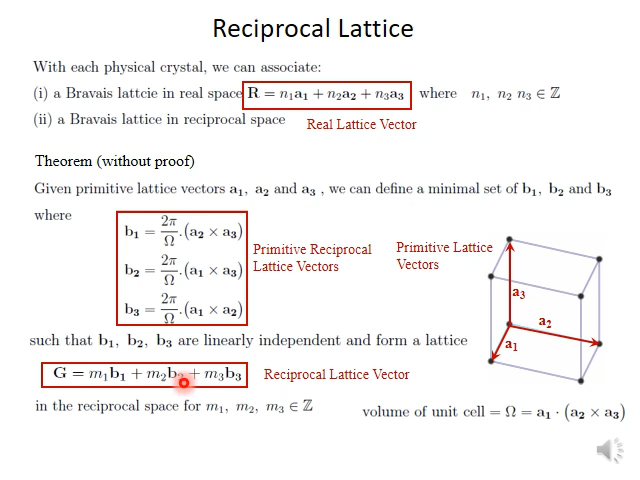 Reciprocal Lattice
With each physical crystal, we can associate:
(i) a Bravais lattcie in real space R = n₁a₁ + n₂a₂ + n₃a₃ where n₁, n₂ n₃ ∈ ℤ
(ii) a Bravais lattice in reciprocal space
Real Lattice Vector
Theorem (without proof)
Given primitive lattice vectors a₁, a₂ and a₃ , we can define a minimal set of b₁, b₂ and b₃
where
b₁ = 2π/Ω .(a₂ × a₃)
b₂ = 2π/Ω .(a₁ × a₃)
b₃ = 2π/Ω .(a₁ × a₂)
Primitive Reciprocal
Lattice Vectors
Primitive Lattice
Vectors
a₃
a₂
a₁
such that b₁, b₂, b₃ are linearly independent and form a lattice
G = m₁b₁ + m₂b₂ + m₃b₃
Reciprocal Lattice Vector
in the reciprocal space for m₁, m₂, m₃ ∈ ℤ
volume of unit cell = Ω = a₁ · (a₂ × a₃)